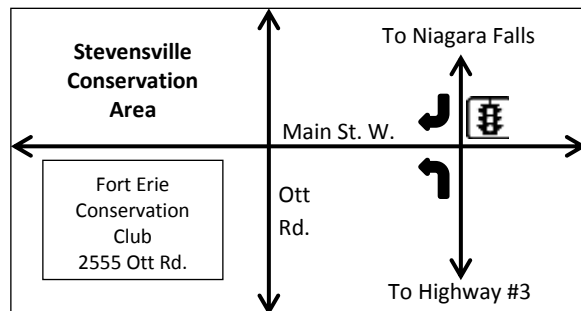 Stevensville
Conservation
Area
To Niagara Falls
Main St. W.
Fort Erie
Conservation
Club
2555 Ott Rd.
Ott
Rd.
To Highway #3